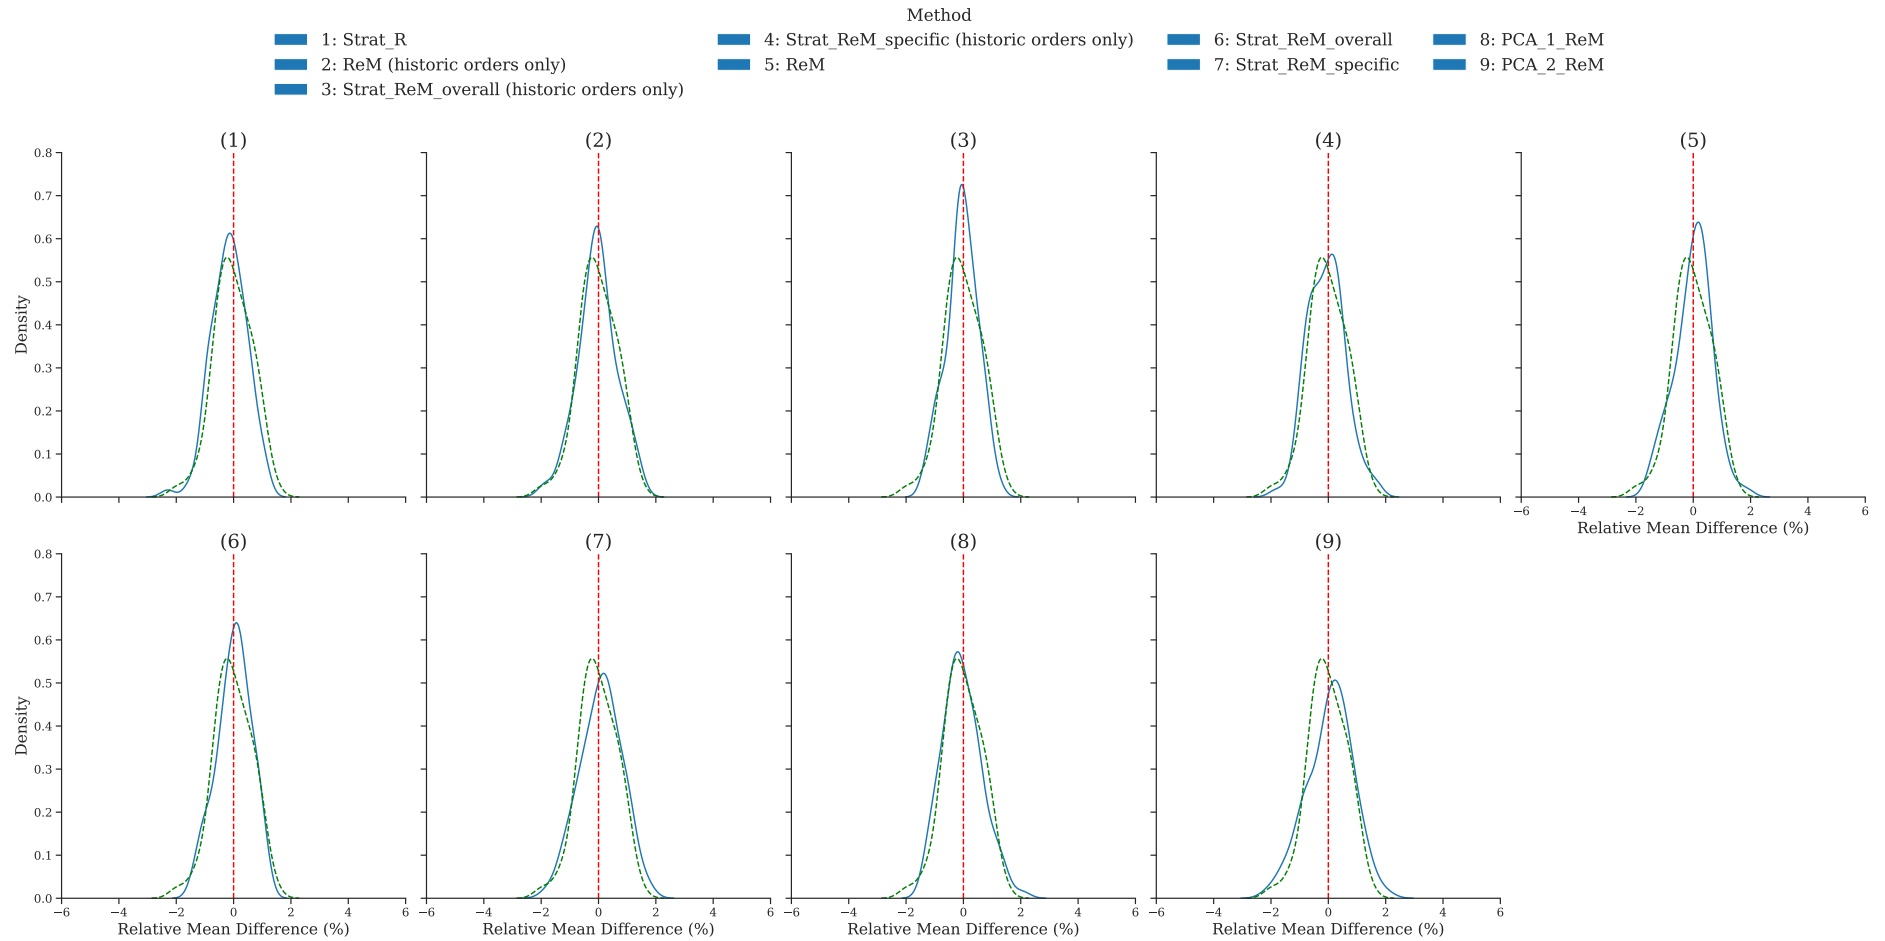 Method
1: Strat_R
2: ReM (historic orders only)
3: Strat_ReM_overall (historic orders only)
4: Strat_ReM_specific (historic orders only)
5: ReM
6: Strat_ReM_overall
7: Strat_ReM_specific
8: PCA_1_ReM
9: PCA_2_ReM
(1) (2) (3) (4) (5)
0.8
0.7
0.6
0.5
0.4
0.3
0.2
0.1
0.0
Density
−6 −4 −2 0 2 4 6
Relative Mean Difference (%)
(6) (7) (8) (9)
0.8
0.7
0.6
0.5
0.4
0.3
0.2
0.1
0.0
Density
−6 −4 −2 0 2 4 6 −6 −4 −2 0 2 4 6 −6 −4 −2 0 2 4 6 −6 −4 −2 0 2 4 6
Relative Mean Difference (%) Relative Mean Difference (%) Relative Mean Difference (%) Relative Mean Difference (%)